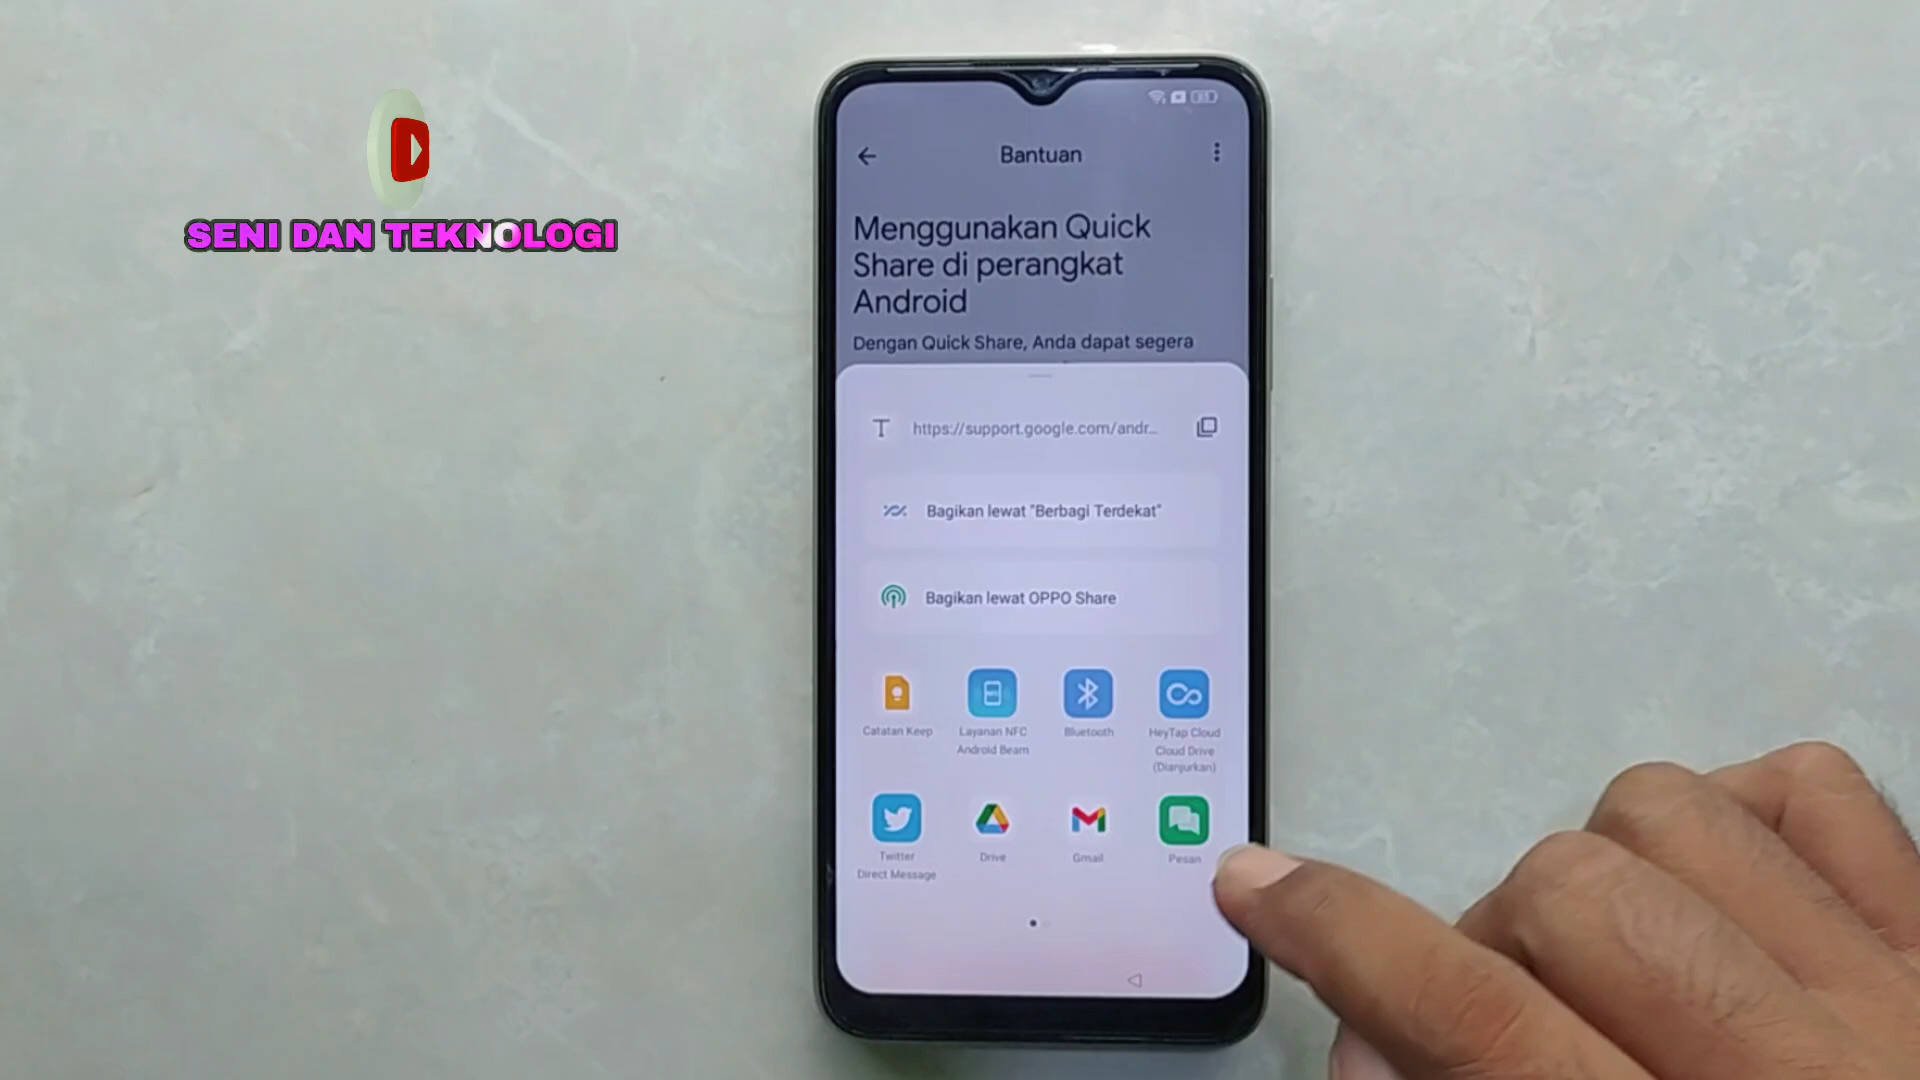 SENI DAN TEKNOLOGI
Bantuan
Menggunakan Quick
Share di perangkat
Android
Dengan Quick Share, Anda dapat segera
https://support.google.com/andr...
Bagikan lewat "Berbagi Terdekat"
Bagikan lewat OPPO Share
Catatan Keep
Layanan NFC
Android Beam
Bluetooth
HeyTap Cloud
Cloud Drive
(Dianjurkan)
Twitter
Direct Message
Drive
Gmail
Pesan